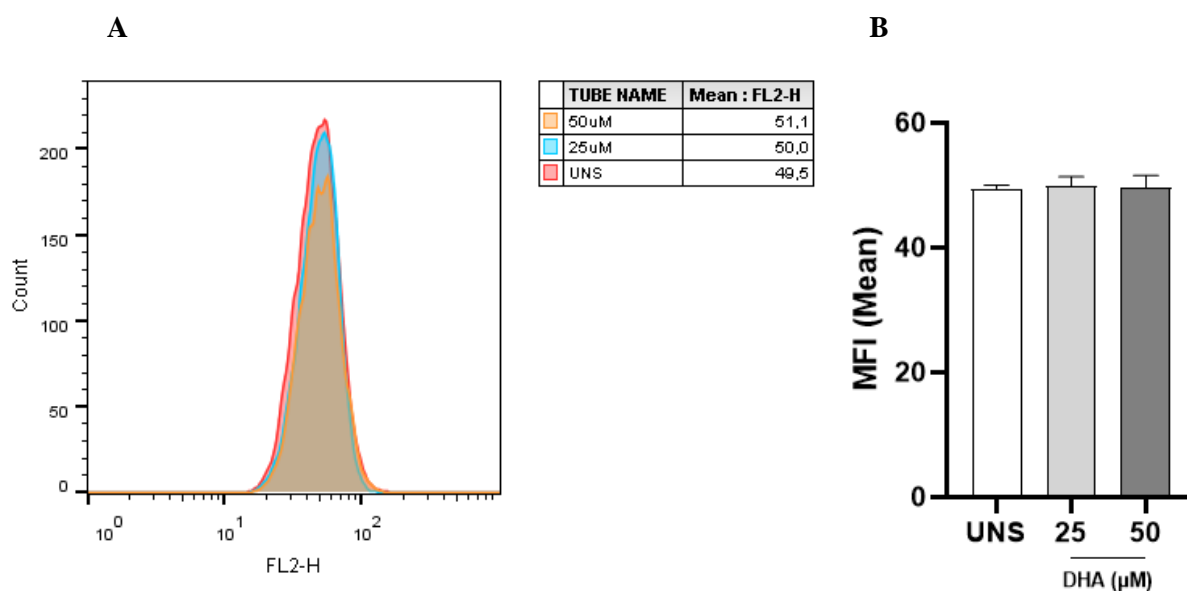 A
B
TUBE NAME Mean : FL2-H
50uM 51,1
25uM 50,0
UNS 49,5
200
150
100
50
0
Count
10^0 10^1 10^2
FL2-H
60
40
20
0
MFI (Mean)
UNS 25 50
DHA (µM)